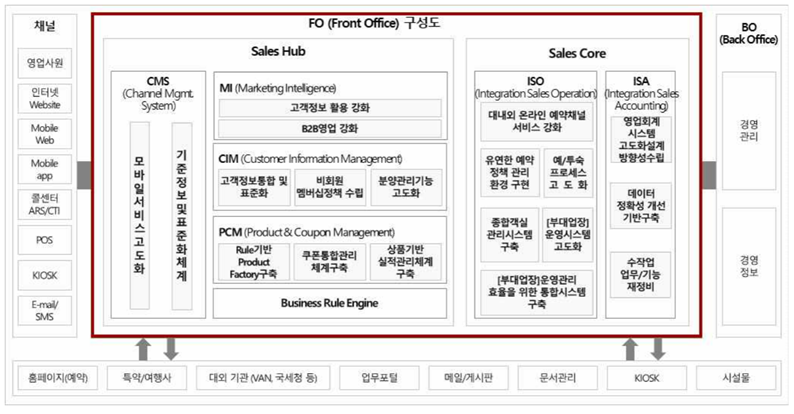 FO (Front Office) 구성도
채널
영업사원
인터넷
Website
Mobile
Web
Mobile
app
콜센터
ARS/CTI
POS
KIOSK
E-mail/
SMS
Sales Hub
CMS
(Channel Mgmt.
System)
모바일서비스고도화
기준정보및표준화체계
MI (Marketing Intelligence)
고객정보 활용 강화
B2B영업 강화
CIM (Customer Information Management)
고객정보통합 및
표준화
비회원
멤버십정책 수립
분양관리기능
고도화
PCM (Product & Coupon Management)
Rule기반
Product
Factory구축
쿠폰통합관리
체계구축
상품기반
실적관리체계
구축
Business Rule Engine
Sales Core
ISO
(Integration Sales Operation)
대내외 온라인 예약채널
서비스 강화
유연한 예약
정책 관리
환경 구현
예/투숙
프로세스
고 도 화
종합객실
관리시스템
구축
[부대업장]
운영시스템
고도화
[부대업장]운영관리
효율을 위한 통합시스템
구축
ISA
(Integration Sales
Accounting)
영업회계
시스템
고도화설계
방향성수립
데이터
정확성 개선
기반구축
수작업
업무/기능
재정비
BO
(Back Office)
경영
관리
경영
정보
홈페이지(예약)
특약/여행사
대외 기관 (VAN, 국세청 등)
업무포털
메일/게시판
문서관리
KIOSK
시설물